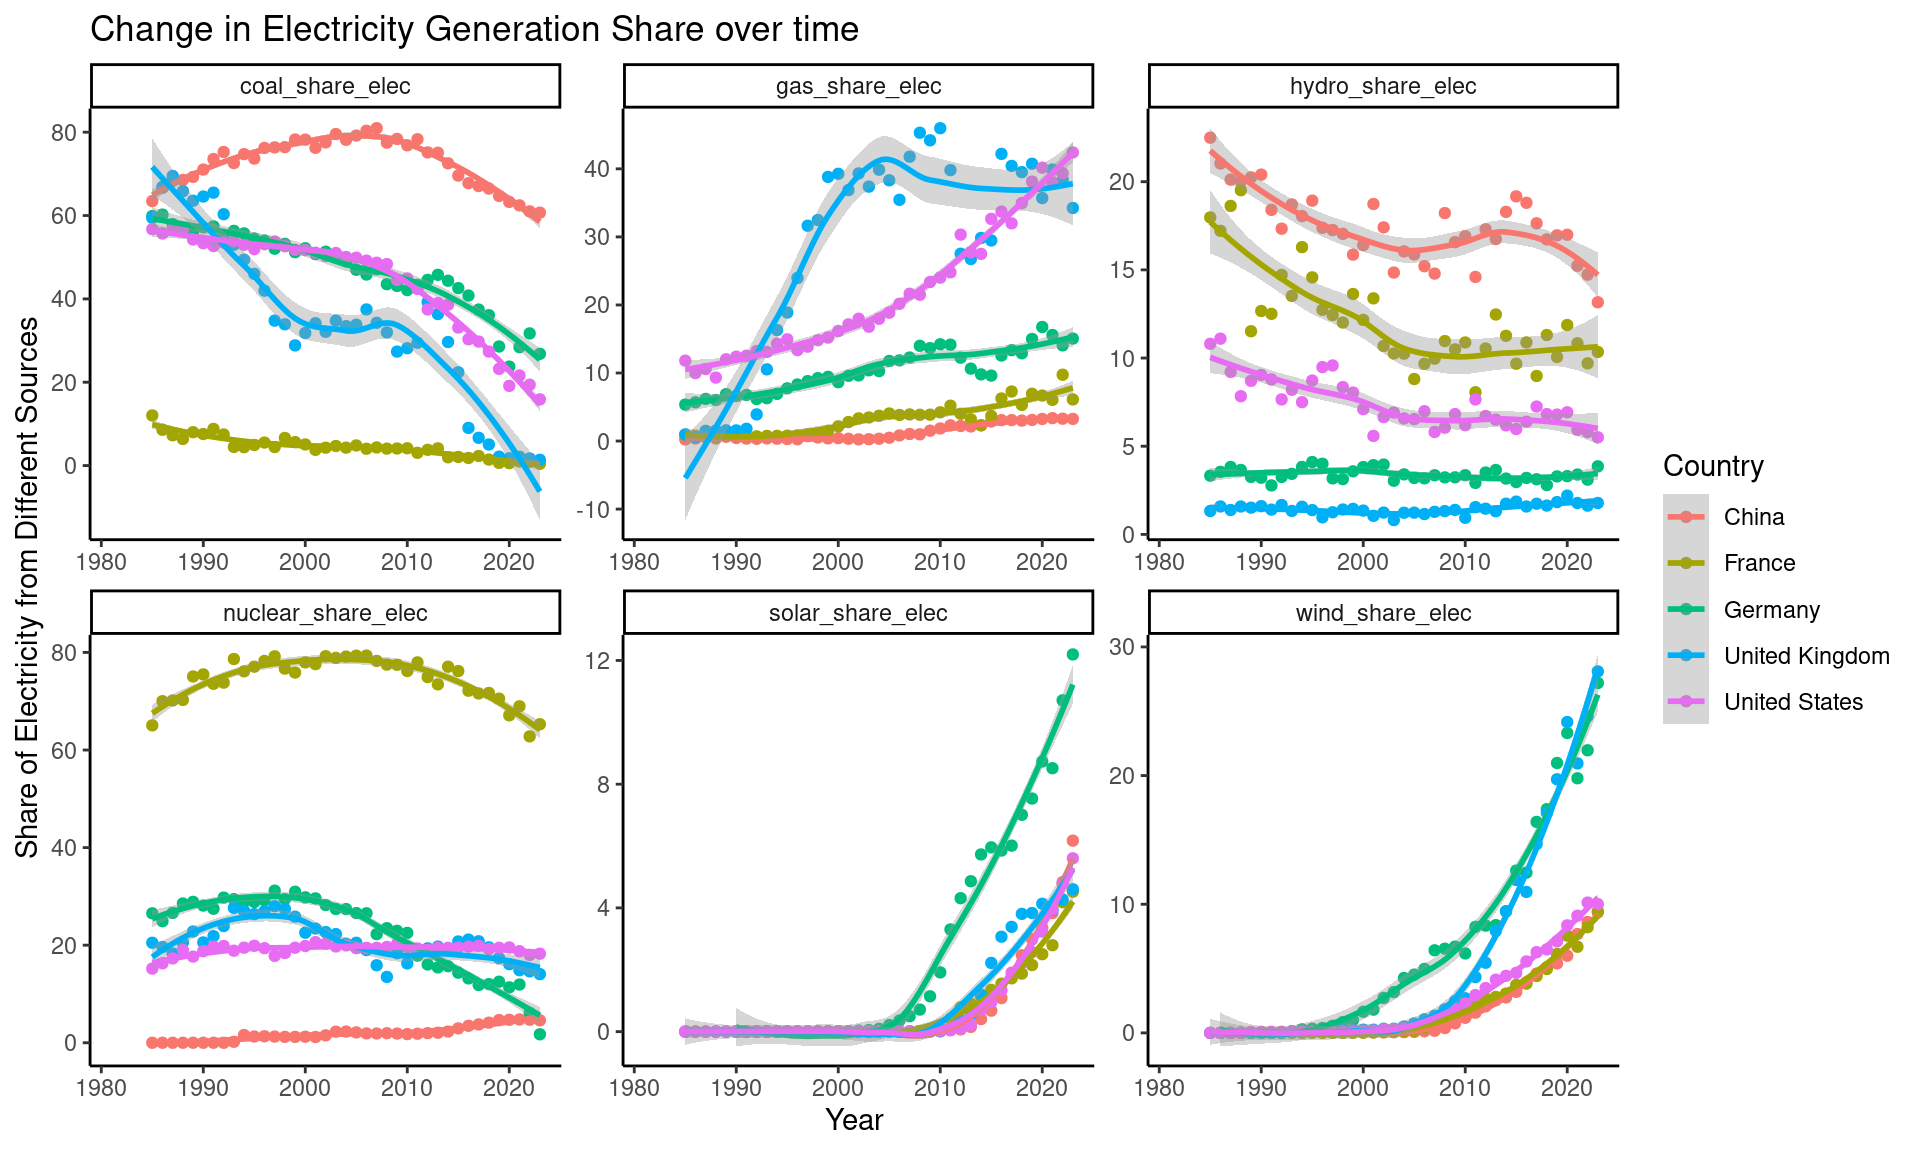 Change in Electricity Generation Share over time
coal_share_elec
gas_share_elec
hydro_share_elec
80
60
40
20
0
40
30
20
10
0
-10
20
15
10
5
0
1980 1990 2000 2010 2020
1980 1990 2000 2010 2020
1980 1990 2000 2010 2020
nuclear_share_elec
solar_share_elec
wind_share_elec
80
60
40
20
0
12
8
4
0
30
20
10
0
1980 1990 2000 2010 2020
1980 1990 2000 2010 2020
1980 1990 2000 2010 2020
Year
Share of Electricity from Different Sources
Country
China
France
Germany
United Kingdom
United States